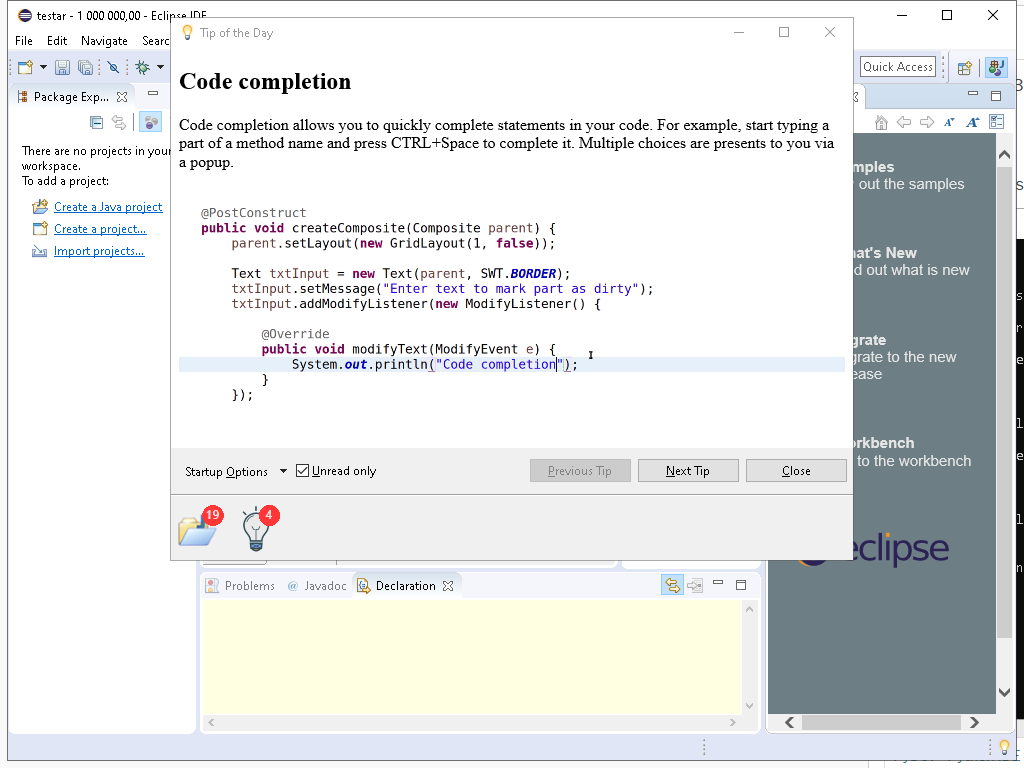 testar - 1 000 000,00 - Eclipse IDE
File Edit Navigate Searc
Tip of the Day
Code completion
Code completion allows you to quickly complete statements in your code. For example, start typing a
part of a method name and press CTRL+Space to complete it. Multiple choices are presents to you via
a popup.
@PostConstruct
public void createComposite(Composite parent) {
parent.setLayout(new GridLayout(1, false));
Text txtInput = new Text(parent, SWT.BORDER);
txtInput.setMessage("Enter text to mark part as dirty");
txtInput.addModifyListener(new ModifyListener() {
@Override
public void modifyText(ModifyEvent e) {
System.out.println("Code completion");
}
});
Startup Options
Unread only
Previous Tip
Next Tip
Close
19
4
Quick Access
Package Exp...
There are no projects in your
workspace.
To add a project:
Create a Java project
Create a project...
Import projects...
mples
out the samples
at's New
d out what is new
grate
grate to the new
ease
rkbench
to the workbench
eclipse
Problems @ Javadoc Declaration